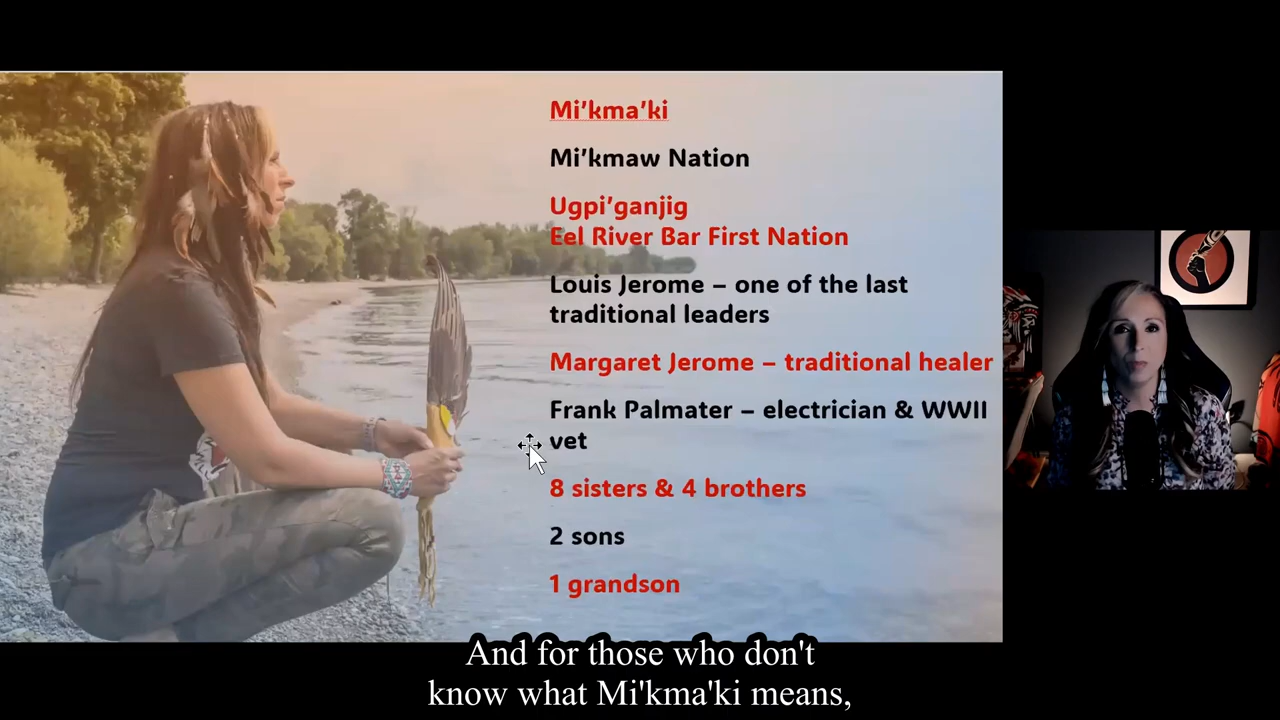 Mi’kma’ki
Mi’kmaw Nation
Ugpi’ganjig
Eel River Bar First Nation
Louis Jerome – one of the last
traditional leaders
Margaret Jerome – traditional healer
Frank Palmater – electrician & WWII
vet
8 sisters & 4 brothers
2 sons
1 grandson
And for those who don't
know what Mi'kma'ki means,